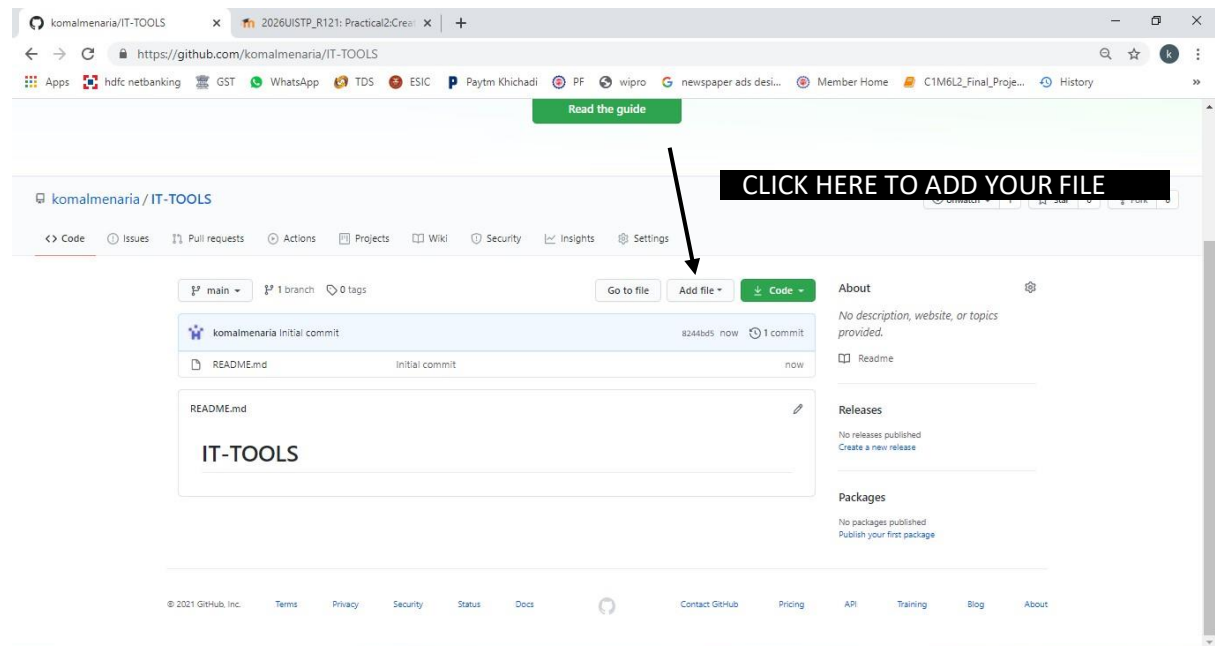 komalmenaria/IT-TOOLS
2026UISTP_R121: Practical2:Creat
https://github.com/komalmenaria/IT-TOOLS
k
Apps hdfc netbanking GST WhatsApp TDS ESIC Paytm Khichadi PF wipro newspaper ads desi... Member Home C1M6L2_Final_Proje... History
Read the guide
CLICK HERE TO ADD YOUR FILE
komalmenaria / IT-TOOLS
<> Code Issues Pull requests Actions Projects Wiki Security Insights Settings
main 1 branch 0 tags Go to file Add file Code
About
No description, website, or topics
provided.
Readme
komalmenaria Initial commit 8244bd5 now 1 commit
README.md Initial commit now
README.md
IT-TOOLS
Releases
No releases published
Create a new release
Packages
No packages published
Publish your first package
© 2021 GitHub, Inc. Terms Privacy Security Status Docs Contact GitHub Pricing API Training Blog About